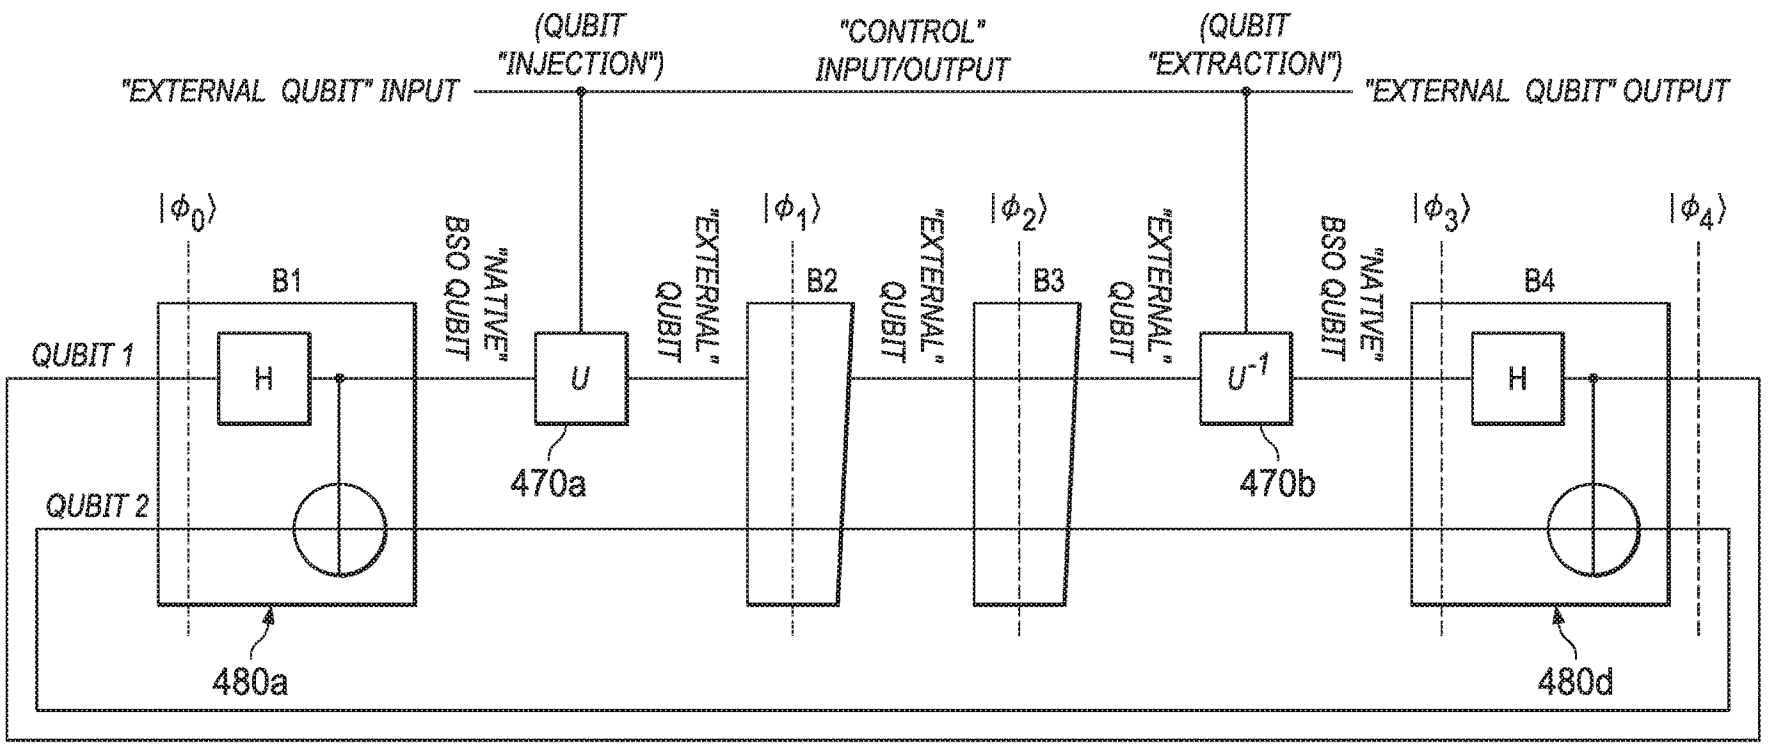 (QUBIT
"INJECTION")
"CONTROL"
INPUT/OUTPUT
(QUBIT
"EXTRACTION")
"EXTERNAL QUBIT" INPUT
"EXTERNAL QUBIT" OUTPUT
|ϕ0⟩
|ϕ1⟩
|ϕ2⟩
|ϕ3⟩
|ϕ4⟩
"NATIVE"
BSO QUBIT
"EXTERNAL"
QUBIT
"EXTERNAL"
QUBIT
"EXTERNAL"
QUBIT
"NATIVE"
BSO QUBIT
B1
B2
B3
B4
QUBIT 1
H
U
U-1
H
470a
470b
QUBIT 2
480a
480d